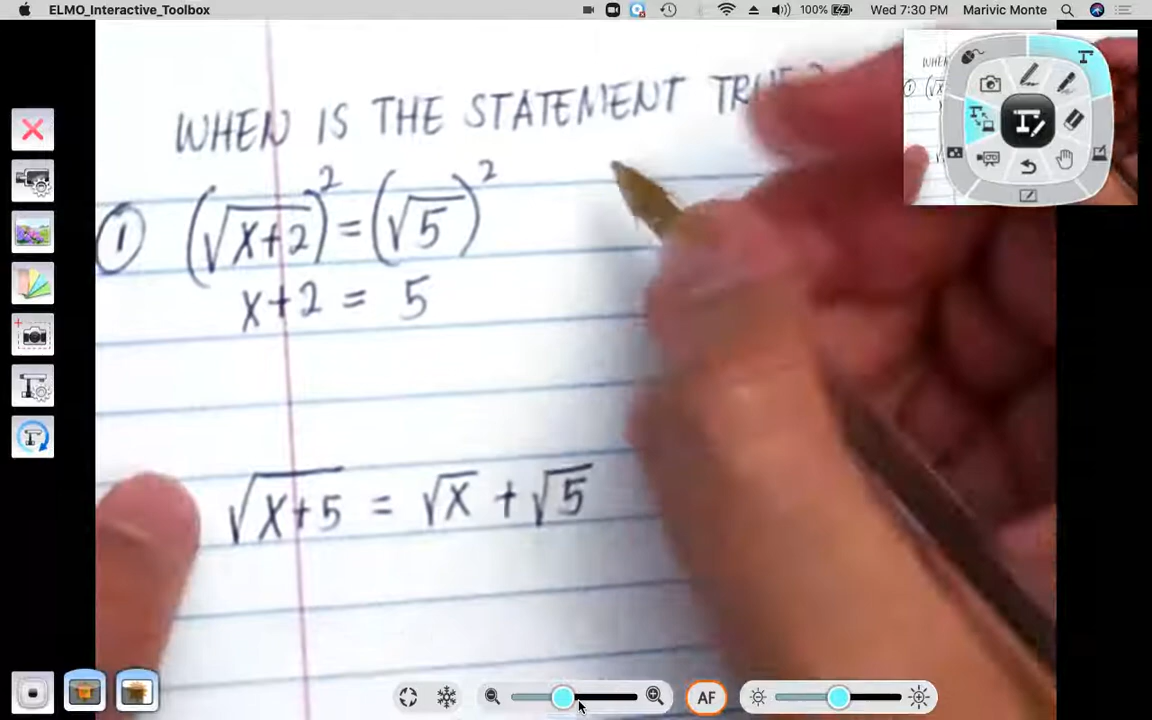 ELMO_Interactive_Toolbox 100% Wed 7:30 PM Marivic Monte
WHEN IS THE STATEMENT TRUE?
① (√x+2)² = (√5)²
x+2 = 5
√x+5 = √x + √5
AF